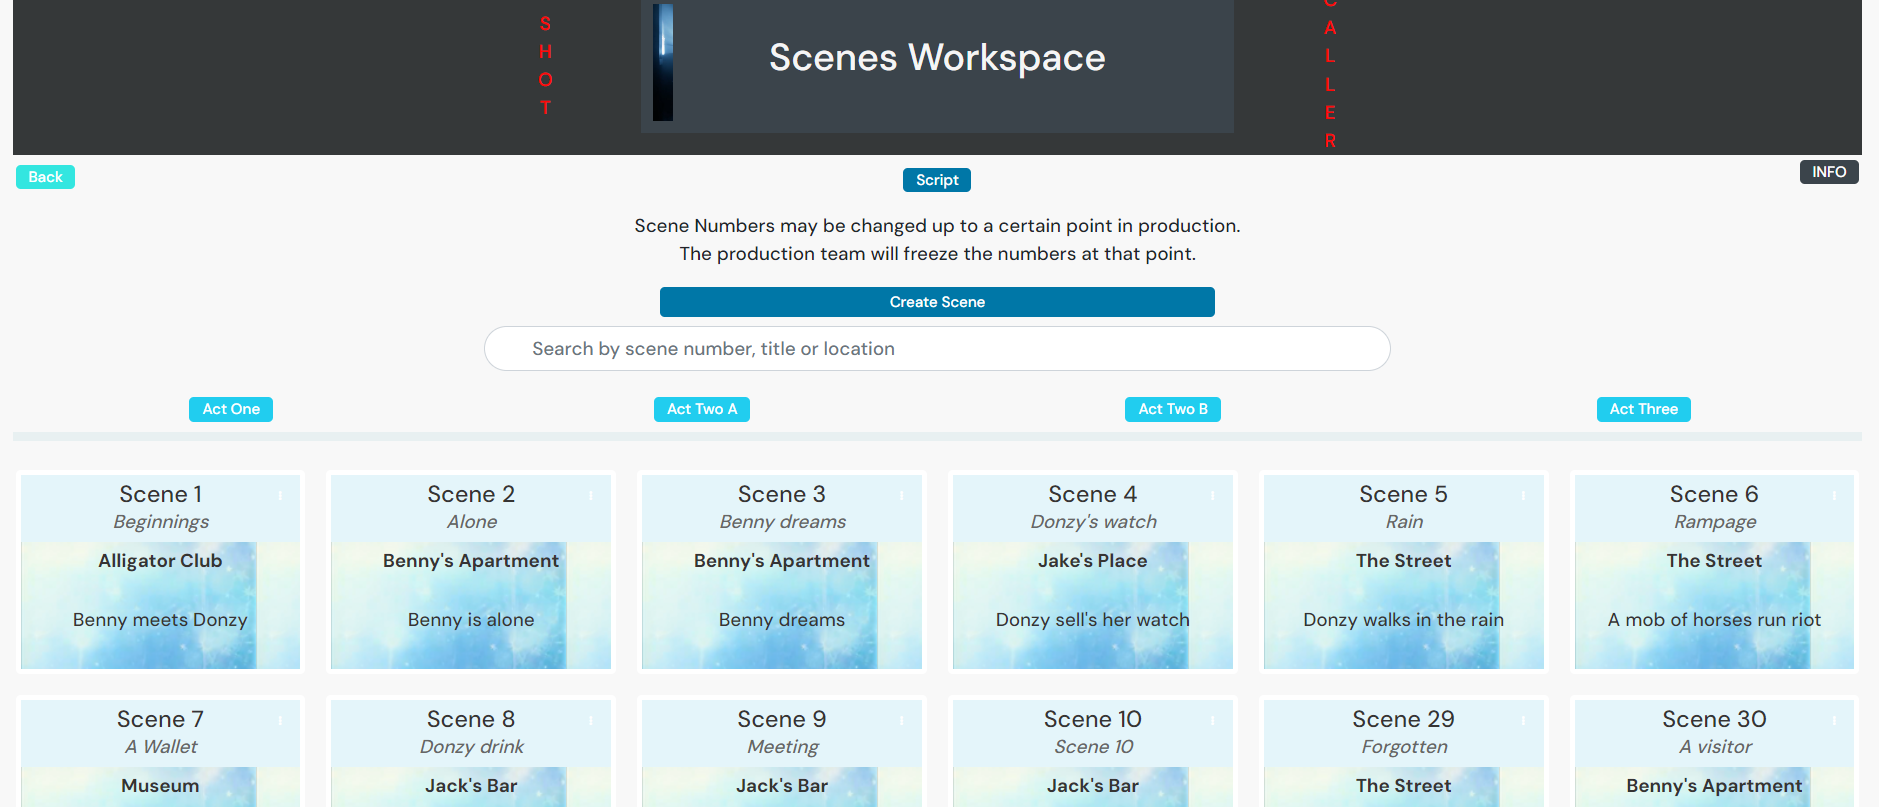 SHOT
Scenes Workspace
CALLER
Back
Script
INFO
Scene Numbers may be changed up to a certain point in production.
The production team will freeze the numbers at that point.
Create Scene
Search by scene number, title or location
Act One
Act Two A
Act Two B
Act Three
Scene 1
Beginnings
Alligator Club
Benny meets Donzy
Scene 2
Alone
Benny's Apartment
Benny is alone
Scene 3
Benny dreams
Benny's Apartment
Benny dreams
Scene 4
Donzy's watch
Jake's Place
Donzy sell's her watch
Scene 5
Rain
The Street
Donzy walks in the rain
Scene 6
Rampage
The Street
A mob of horses run riot
Scene 7
A Wallet
Museum
Scene 8
Donzy drink
Jack's Bar
Scene 9
Meeting
Jack's Bar
Scene 10
Scene 10
Jack's Bar
Scene 29
Forgotten
The Street
Scene 30
A visitor
Benny's Apartment